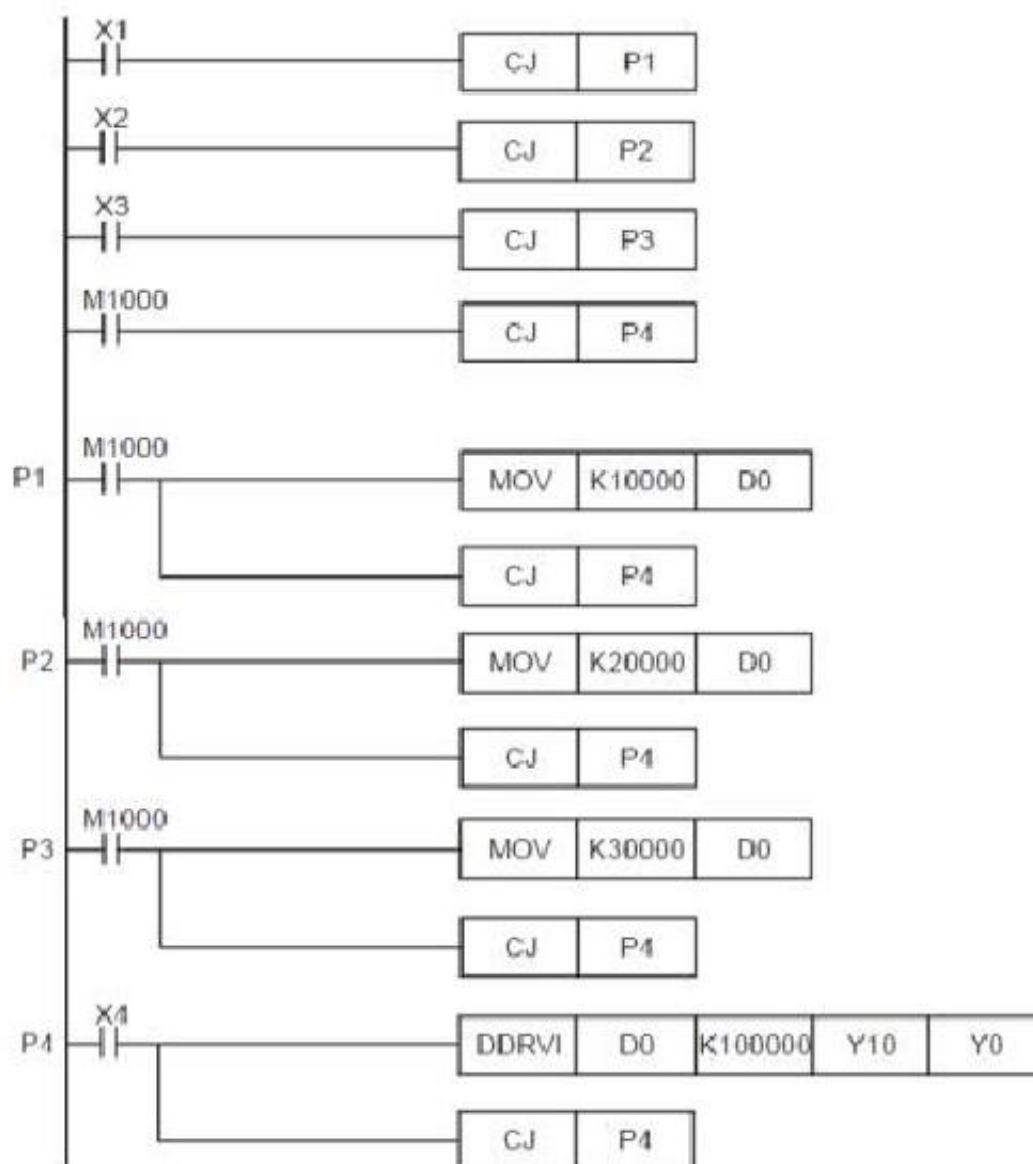 X1
CJ P1
X2
CJ P2
X3
CJ P3
M1000
CJ P4
M1000
P1 MOV K10000 D0
CJ P4
M1000
P2 MOV K20000 D0
CJ P4
M1000
P3 MOV K30000 D0
CJ P4
X4
P4 DDRVI D0 K100000 Y10 Y0
CJ P4